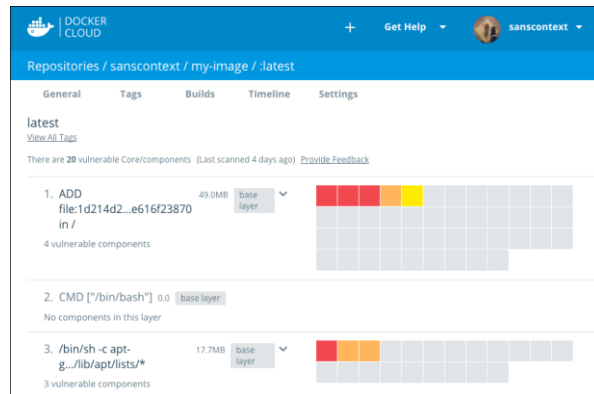 DOCKER
CLOUD
+ Get Help sanscontext
Repositories / sanscontext / my-image / :latest
General Tags Builds Timeline Settings
latest
View All Tags
There are 20 vulnerable Core/components (Last scanned 4 days ago) Provide Feedback
1. ADD 49.0MB base
file:1d214d2...e616f23870 layer
in /
4 vulnerable components
2. CMD ["/bin/bash"] 0.0 base layer
No components in this layer
3. /bin/sh -c apt- 17.7MB base
g.../lib/apt/lists/* layer
3 vulnerable components